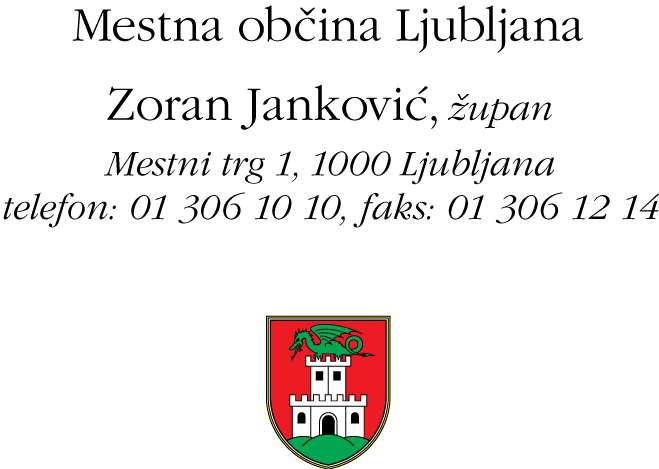 Mestna občina Ljubljana
Zoran Janković, župan
Mestni trg 1, 1000 Ljubljana
telefon: 01 306 10 10, faks: 01 306 12 14